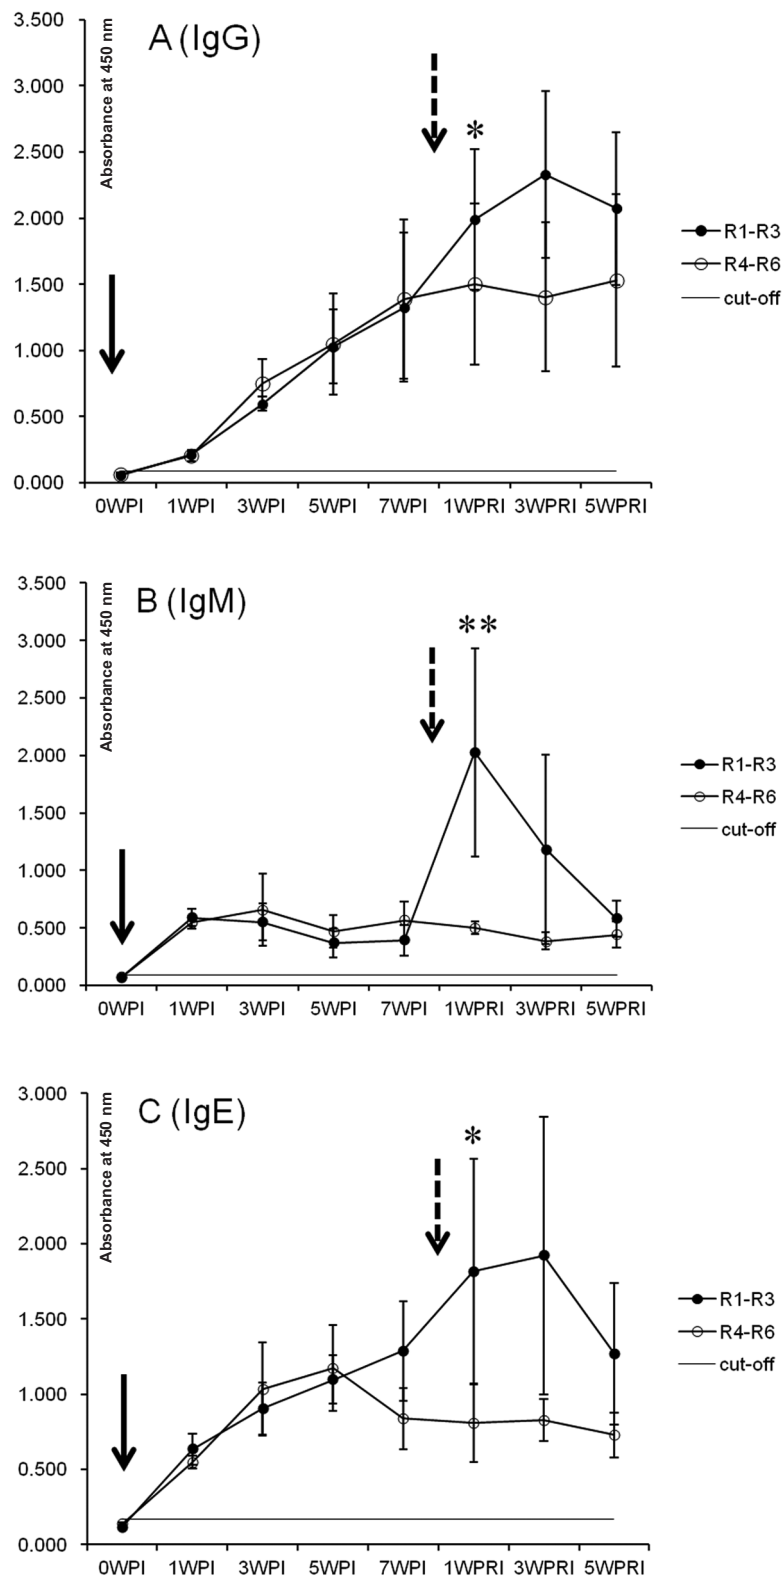 A (IgG)
Absorbance at 450 nm
3.500
3.000
2.500
2.000
1.500
1.000
0.500
0.000
*
0WPI 1WPI 3WPI 5WPI 7WPI 1WPRI 3WPRI 5WPRI
R1-R3
R4-R6
cut-off
B (IgM)
Absorbance at 450 nm
3.500
3.000
2.500
2.000
1.500
1.000
0.500
0.000
**
0WPI 1WPI 3WPI 5WPI 7WPI 1WPRI 3WPRI 5WPRI
R1-R3
R4-R6
cut-off
C (IgE)
Absorbance at 450 nm
3.000
2.500
2.000
1.500
1.000
0.500
0.000
*
0WPI 1WPI 3WPI 5WPI 7WPI 1WPRI 3WPRI 5WPRI
R1-R3
R4-R6
cut-off